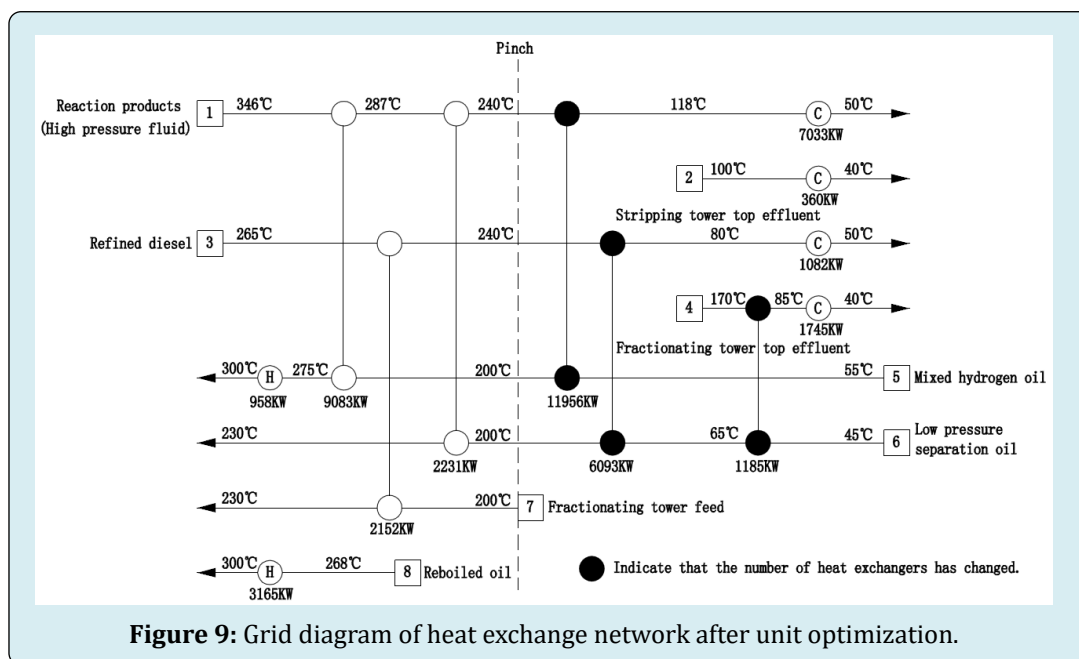 Pinch
Reaction products
(High pressure fluid)
1
346℃
287℃
240℃
118℃
C
50℃
7033KW
2
100℃
C
40℃
360KW
Stripping tower top effluent
Refined diesel
3
265℃
240℃
80℃
C
50℃
1082KW
4
170℃
85℃
C
40℃
1745KW
Fractionating tower top effluent
300℃
H
275℃
200℃
55℃
5
Mixed hydrogen oil
958KW
9083KW
11956KW
230℃
200℃
65℃
45℃
6
Low pressure
separation oil
2231KW
6093KW
1185KW
230℃
200℃
7
Fractionating tower feed
2152KW
300℃
H
268℃
8
Reboiled oil
3165KW
Indicate that the number of heat exchangers has changed.
Figure 9: Grid diagram of heat exchange network after unit optimization.